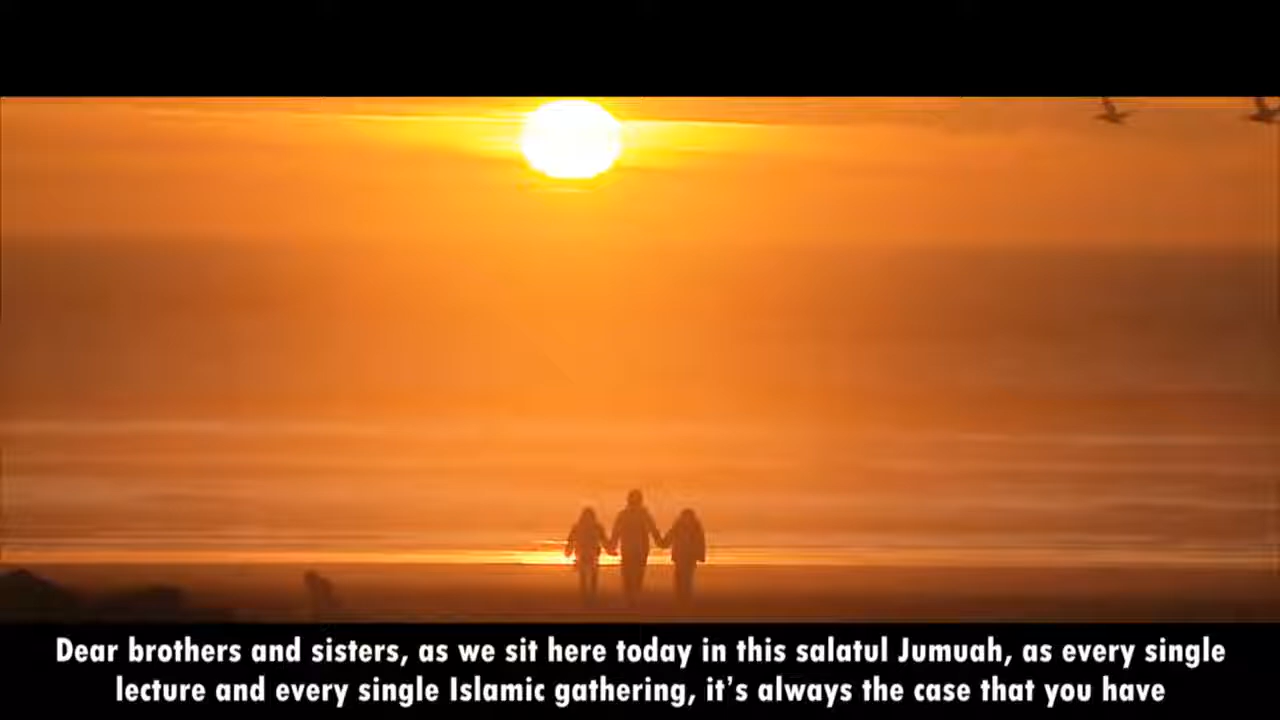 Dear brothers and sisters, as we sit here today in this salatul Jumuah, as every single
lecture and every single Islamic gathering, it's always the case that you have